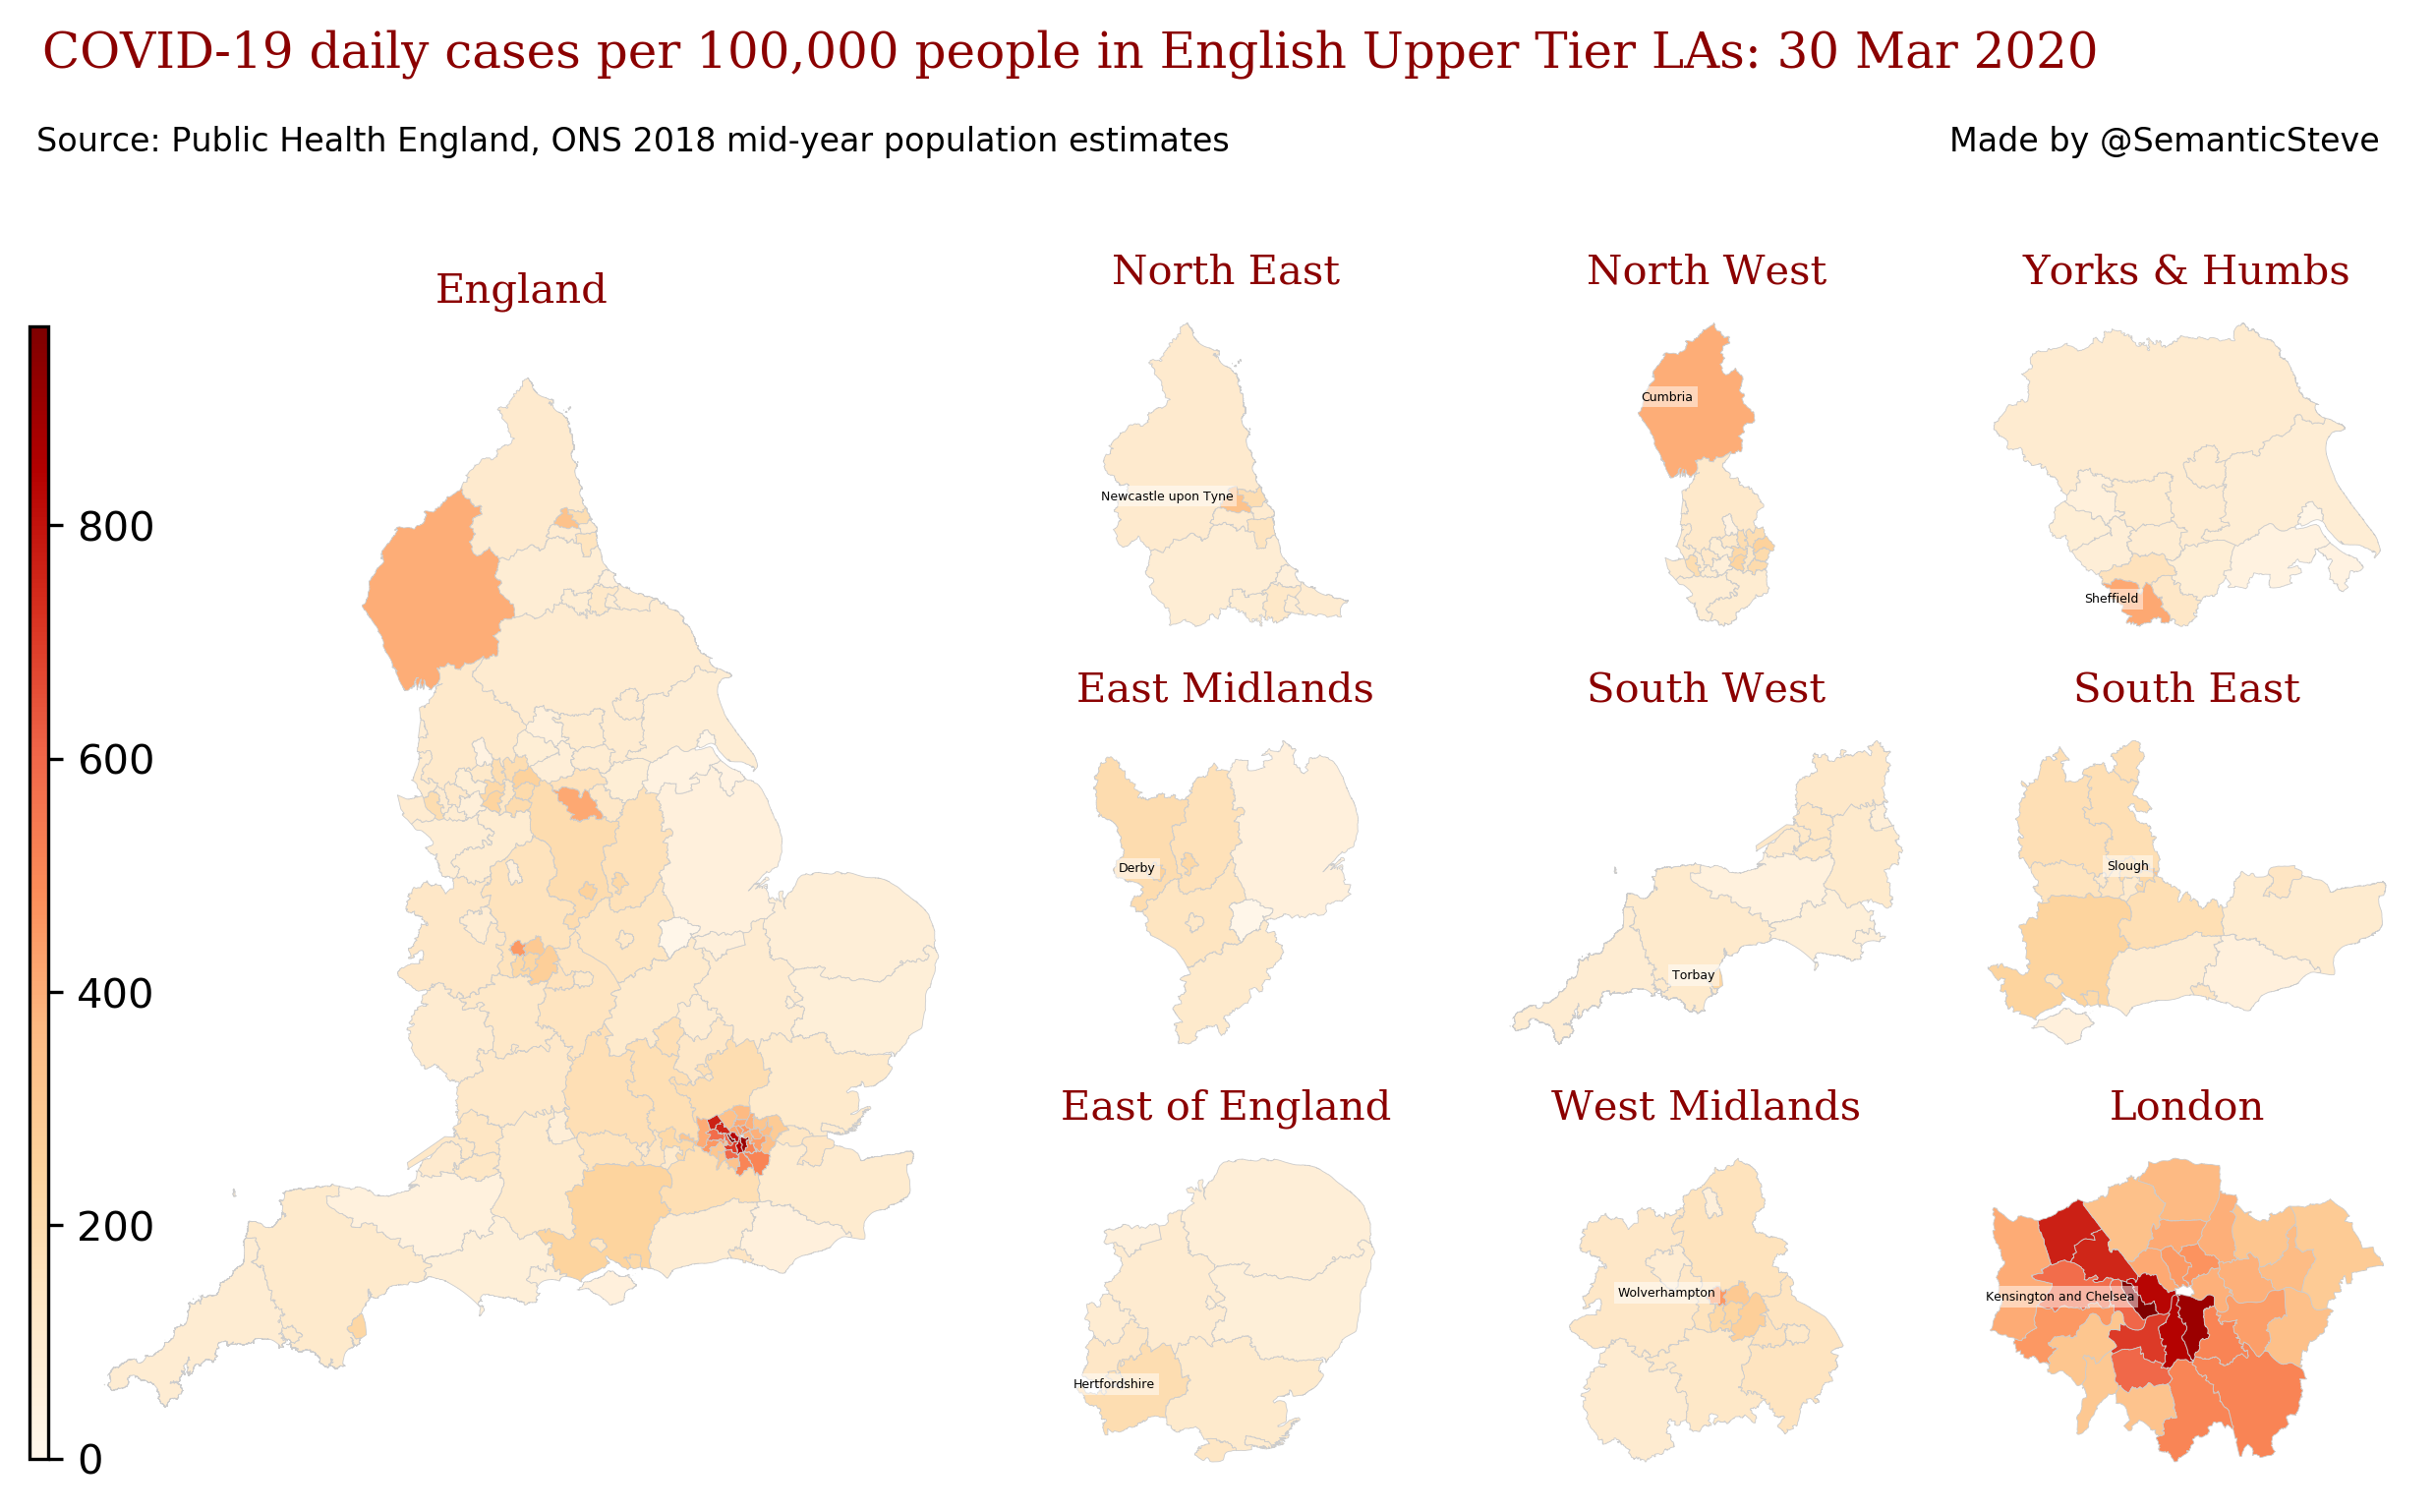 COVID-19 daily cases per 100,000 people in English Upper Tier LAs: 30 Mar 2020
Source: Public Health England, ONS 2018 mid-year population estimates
Made by @SemanticSteve
England
800
600
400
200
0
North East
Newcastle upon Tyne
North West
Cumbria
Yorks & Humbs
Sheffield
East Midlands
Derby
South West
Torbay
South East
Slough
East of England
Hertfordshire
West Midlands
Wolverhampton
London
Kensington and Chelsea